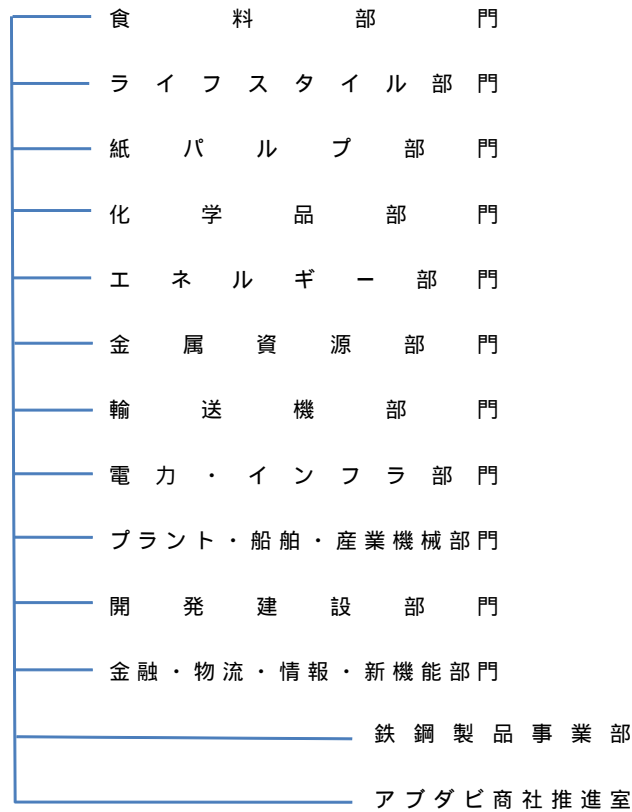 食料部門
ライフスタイル部門
紙パルプ部門
化学品部門
エネルギー部門
金属資源部門
輸送機部門
電力・インフラ部門
プラント・船舶・産業機械部門
開発建設部門
金融・物流・情報・新機能部門
鉄鋼製品事業部
アブダビ商社推進室